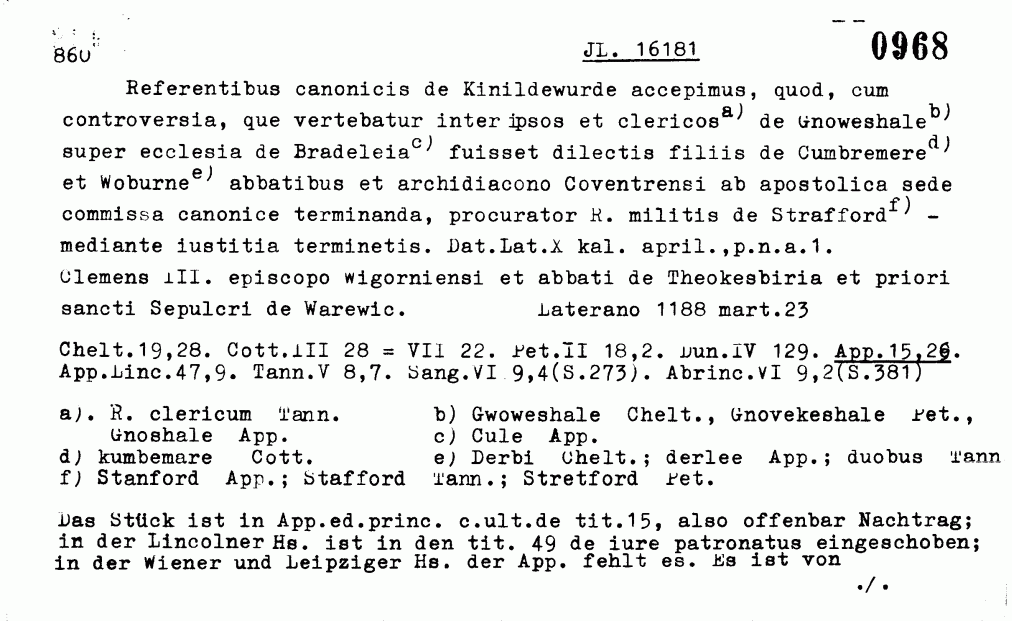 860 JL. 16181 0968
Referentibus canonicis de Kinildewurde accepimus, quod, cum
controversia, que vertebatur inter ipsos et clericos a) de Gnoweshale b)
super ecclesia de Bradeleia c) fuisset dilectis filiis de Cumbremere d)
et Woburne e) abbatibus et archidiacono Coventrensi ab apostolica sede
commissa canonice terminanda, procurator R. militis de Strafford f) -
mediante iustitia terminetis. Dat.Lat.X kal. april.,p.n.a.1.
Clemens III. episcopo wigorniensi et abbati de Theokesbiria et priori
sancti Sepulcri de Warewic. Laterano 1188 mart.23
Chelt.19,28. Cott.III 28 = VII 22. Pet.II 18,2. Dun.IV 129. App.15,26.
App.Linc.47,9. Tann.V 8,7. Sang.VI 9,4(S.273). Abrinc.VI 9,2(S.381)
a). R. clericum Tann. b) Gwoweshale Chelt., Gnovekeshale Pet.,
Gnoshale App. c) Cule App.
d) kumbemare Cott. e) Derbi Chelt.; derlee App.; duobus Tann
f) Stanford App.; Stafford Tann.; Stretford Pet.
Das Stück ist in App.ed.princ. c.ult.de tit.15, also offenbar Nachtrag;
in der Lincolner Hs. ist in den tit. 49 de iure patronatus eingeschoben;
in der Wiener und Leipziger Hs. der App. fehlt es. Es ist von
./.